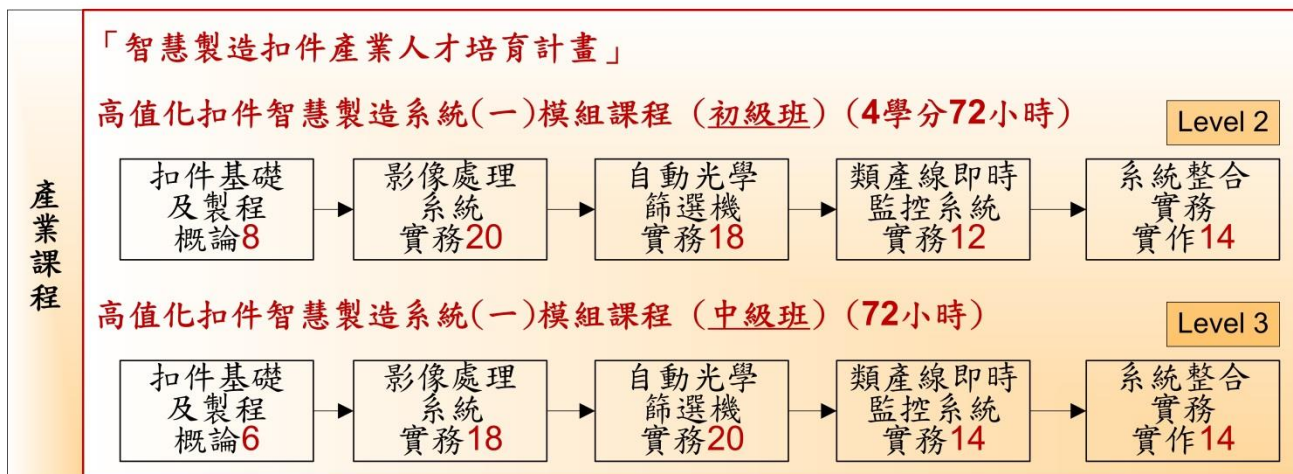 「智慧製造扣件產業人才培育計畫」
高值化扣件智慧製造系統(一)模組課程（初級班）(4學分72小時)
Level 2
扣件基礎
及製程
概論8
影像處理
系統
實務20
自動光學
篩選機
實務18
類產線即時
監控系統
實務12
系統整合
實務
實作14
產業課程
高值化扣件智慧製造系統(一)模組課程（中級班）(72小時)
Level 3
扣件基礎
及製程
概論6
影像處理
系統
實務18
自動光學
篩選機
實務20
類產線即時
監控系統
實務14
系統整合
實務
實作14